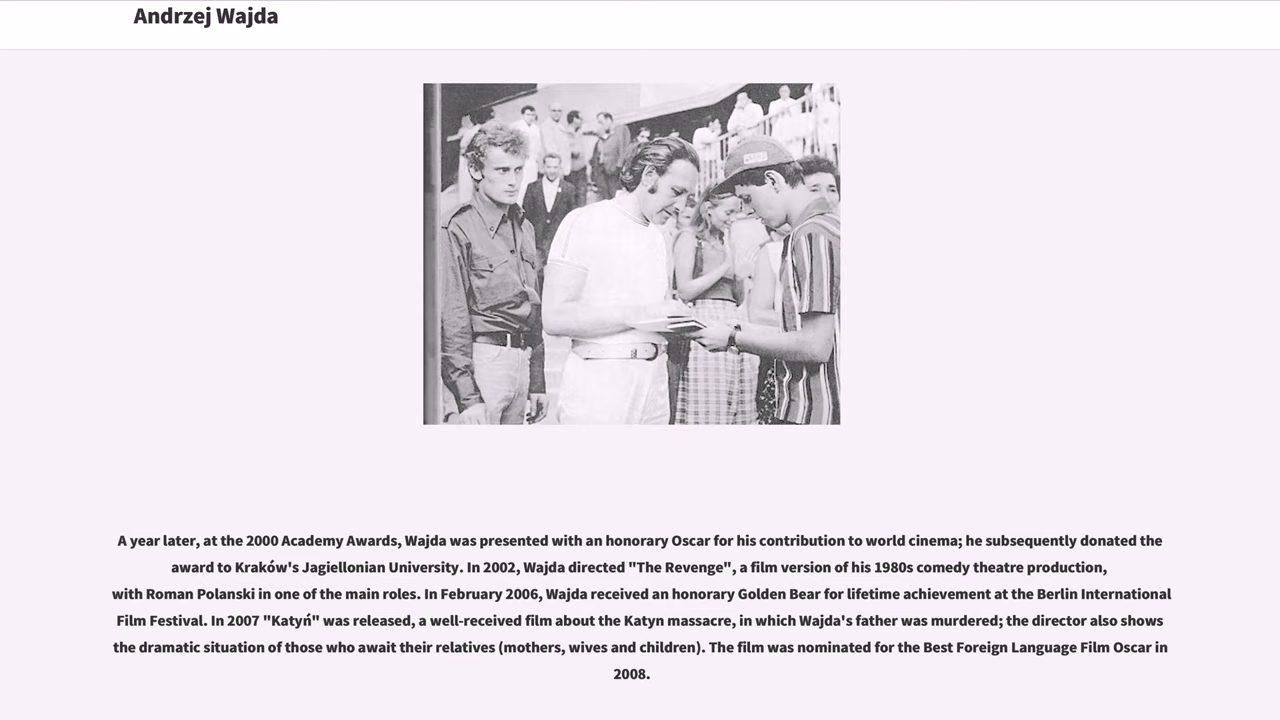 Andrzej Wajda
A year later, at the 2000 Academy Awards, Wajda was presented with an honorary Oscar for his contribution to world cinema; he subsequently donated the
award to Kraków's Jagiellonian University. In 2002, Wajda directed "The Revenge", a film version of his 1980s comedy theatre production,
with Roman Polanski in one of the main roles. In February 2006, Wajda received an honorary Golden Bear for lifetime achievement at the Berlin International
Film Festival. In 2007 "Katyń" was released, a well-received film about the Katyn massacre, in which Wajda's father was murdered; the director also shows
the dramatic situation of those who await their relatives (mothers, wives and children). The film was nominated for the Best Foreign Language Film Oscar in
2008.